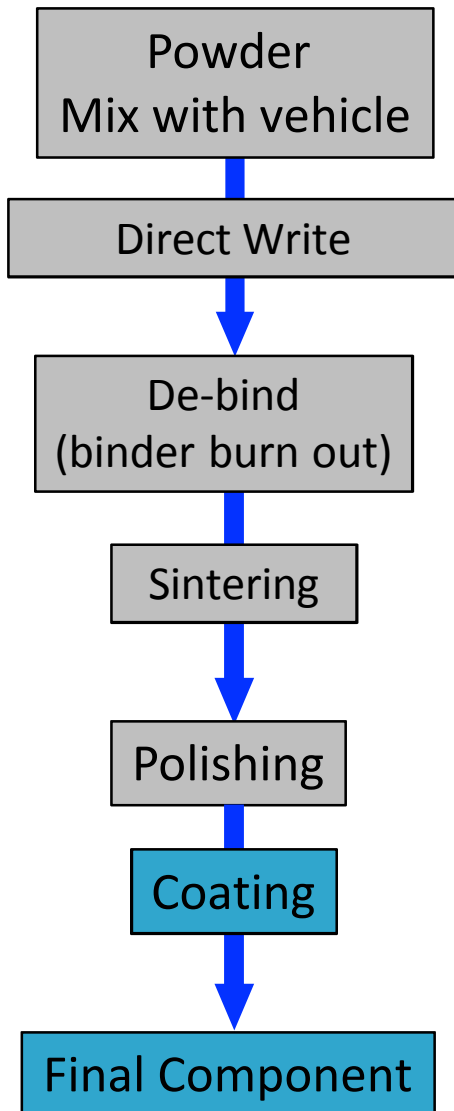 Powder
Mix with vehicle
Direct Write
De-bind
(binder burn out)
Sintering
Polishing
Coating
Final Component